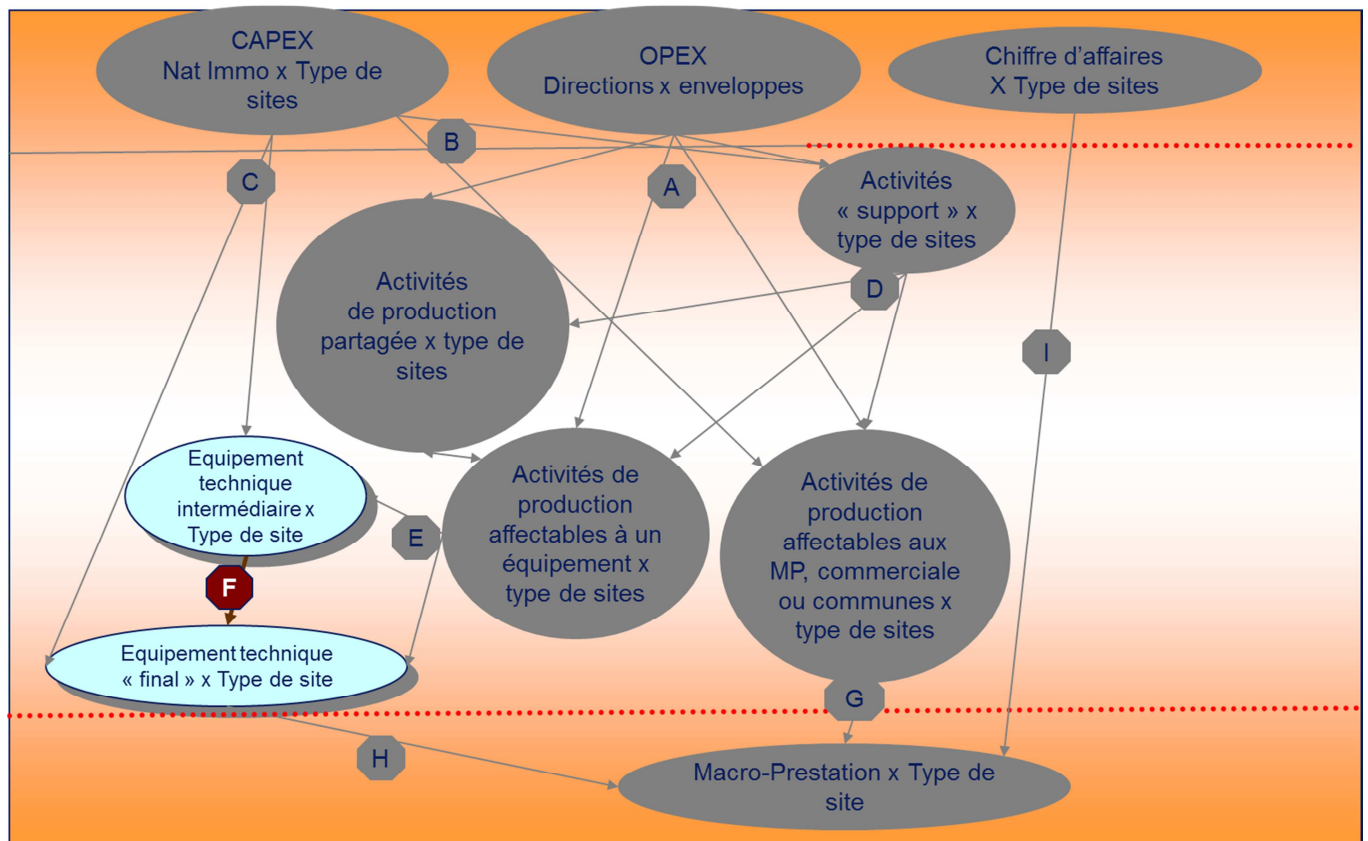 CAPEX
Nat Immo x Type de
sites
OPEX
Directions x enveloppes
Chiffre d'affaires
X Type de sites
B
C
A
Activités
« support » x
type de sites
D
Activités
de production
partagée x type de
sites
I
Equipement
technique
intermédiaire x
Type de site
Activités de
production
affectables à un
équipement x
type de sites
Activités de
production
affectables aux
MP, commerciale
ou communes x
type de sites
E
F
Equipement technique
« final » x Type de site
G
H
Macro-Prestation x Type de
site